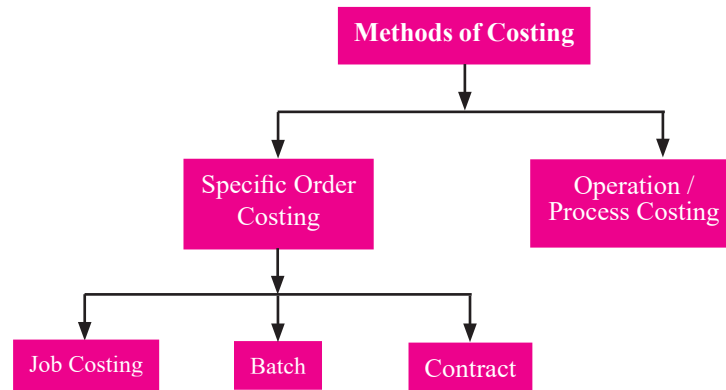 Methods of Costing
Specific Order
Costing
Operation /
Process Costing
Job Costing
Batch
Contract